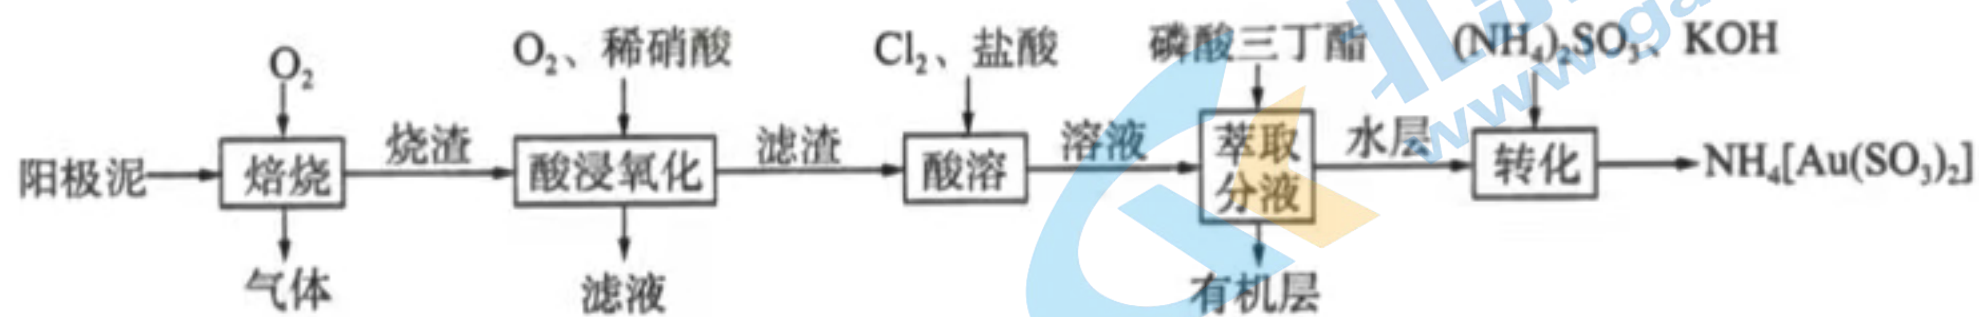 O₂
O₂、稀硝酸
Cl₂、盐酸
磷酸三丁酯
(NH₄)₂SO₃、KOH
阳极泥
焙烧
烧渣
酸浸氧化
滤渣
酸溶
溶液
萃取
分液
水层
转化
NH₄[Au(SO₃)₂]
气体
滤液
有机层